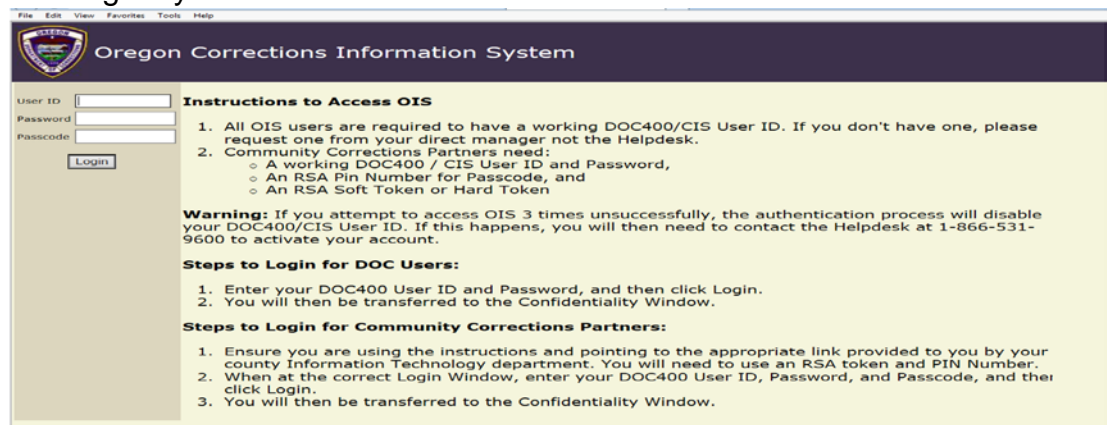 File Edit View Favorites Tools Help
Oregon Corrections Information System
User ID
Password
Passcode
Login
Instructions to Access OIS
1. All OIS users are required to have a working DOC400/CIS User ID. If you don't have one, please
request one from your direct manager not the Helpdesk.
2. Community Corrections Partners need:
○ A working DOC400 / CIS User ID and Password,
○ An RSA Pin Number for Passcode, and
○ An RSA Soft Token or Hard Token
Warning: If you attempt to access OIS 3 times unsuccessfully, the authentication process will disable
your DOC400/CIS User ID. If this happens, you will then need to contact the Helpdesk at 1-866-531-
9600 to activate your account.
Steps to Login for DOC Users:
1. Enter your DOC400 User ID and Password, and then click Login.
2. You will then be transferred to the Confidentiality Window.
Steps to Login for Community Corrections Partners:
1. Ensure you are using the instructions and pointing to the appropriate link provided to you by your
county Information Technology department. You will need to use an RSA token and PIN Number.
2. When at the correct Login Window, enter your DOC400 User ID, Password, and Passcode, and then
click Login.
3. You will then be transferred to the Confidentiality Window.